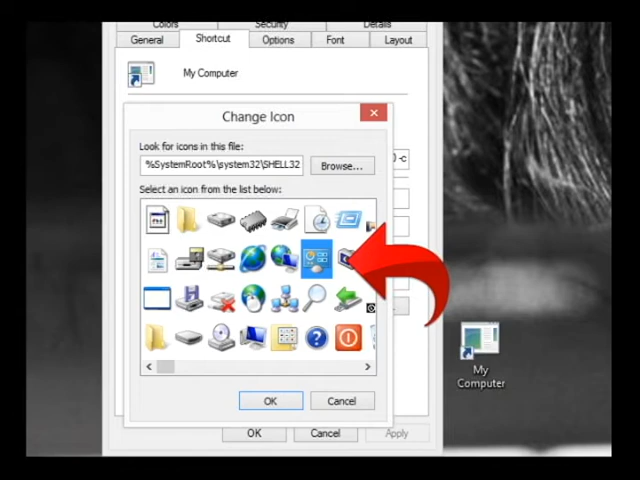 Colors Security Details
General Shortcut Options Font Layout
My Computer
Change Icon
Look for icons in this file:
%SystemRoot%\system32\SHELL32
Browse...
Select an icon from the list below:
OK Cancel
OK Cancel Apply
My
Computer